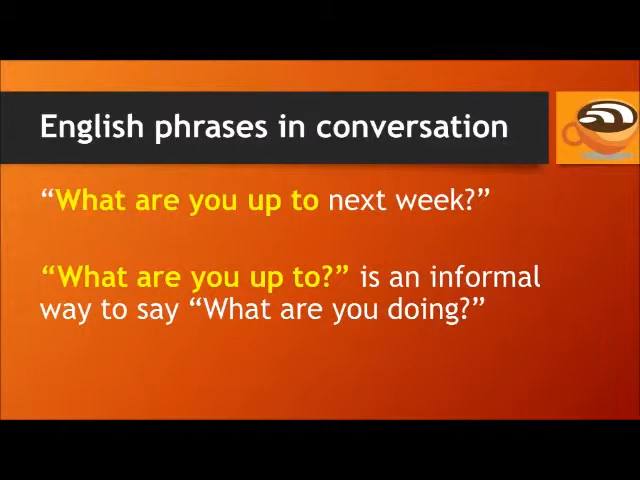 English phrases in conversation
“What are you up to next week?”
“What are you up to?” is an informal
way to say “What are you doing?”